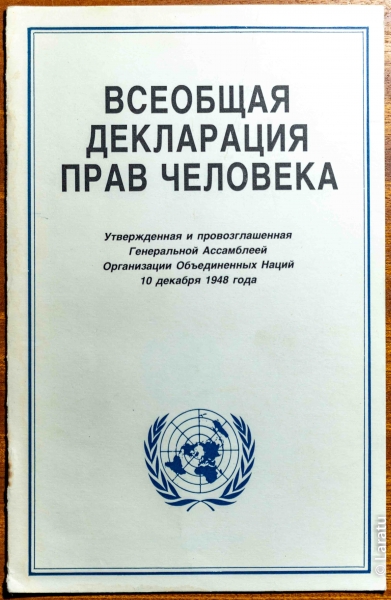 ВСЕОБЩАЯ
ДЕКЛАРАЦИЯ
ПРАВ ЧЕЛОВЕКА
Утвержденная и провозглашенная
Генеральной Ассамблеей
Организации Объединенных Наций
10 декабря 1948 года